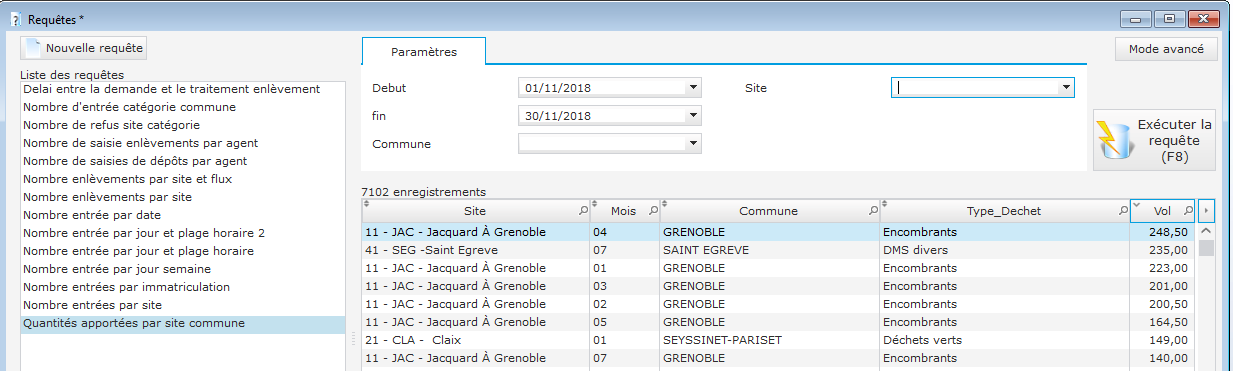 Requêtes *
Nouvelle requête
Liste des requêtes
Delai entre la demande et le traitement enlèvement
Nombre d'entrée catégorie commune
Nombre de refus site catégorie
Nombre de saisie enlèvements par agent
Nombre de saisies de dépôts par agent
Nombre enlèvements par site et flux
Nombre enlèvements par site
Nombre entrée par date
Nombre entrée par jour et plage horaire 2
Nombre entrée par jour et plage horaire
Nombre entrée par jour semaine
Nombre entrées par immatriculation
Nombre entrées par site
Quantités apportées par site commune
Paramètres
Mode avancé
Debut 01/11/2018 Site
fin 30/11/2018
Commune
Exécuter la
requête
(F8)
7102 enregistrements
Site Mois Commune Type_Dechet Vol
11 - JAC - Jacquard À Grenoble 04 GRENOBLE Encombrants 248,50
41 - SEG -Saint Egreve 07 SAINT EGREVE DMS divers 235,00
11 - JAC - Jacquard À Grenoble 01 GRENOBLE Encombrants 223,00
11 - JAC - Jacquard À Grenoble 03 GRENOBLE Encombrants 201,00
11 - JAC - Jacquard À Grenoble 02 GRENOBLE Encombrants 200,50
11 - JAC - Jacquard À Grenoble 05 GRENOBLE Encombrants 164,50
21 - CLA - Claix 01 SEYSSINET-PARISET Déchets verts 149,00
11 - JAC - Jacquard À Grenoble 07 GRENOBLE Encombrants 140,00